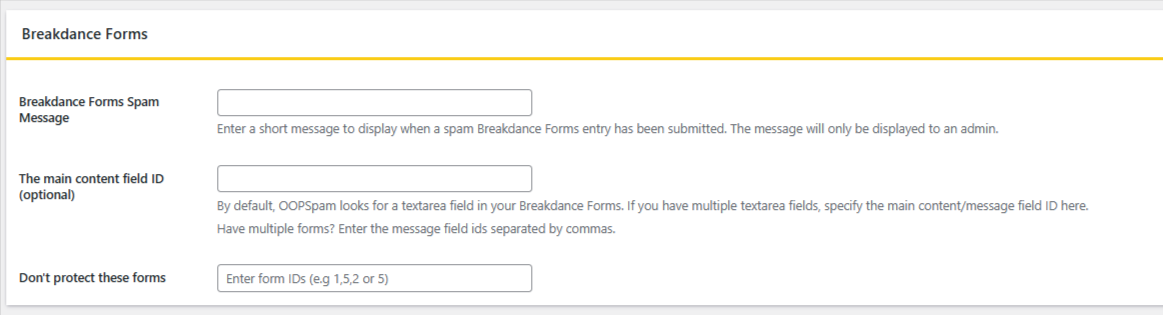 Breakdance Forms
Breakdance Forms Spam
Message
Enter a short message to display when a spam Breakdance Forms entry has been submitted. The message will only be displayed to an admin.
The main content field ID
(optional)
By default, OOPSpam looks for a textarea field in your Breakdance Forms. If you have multiple textarea fields, specify the main content/message field ID here.
Have multiple forms? Enter the message field ids separated by commas.
Don't protect these forms
Enter form IDs (e.g 1,5,2 or 5)